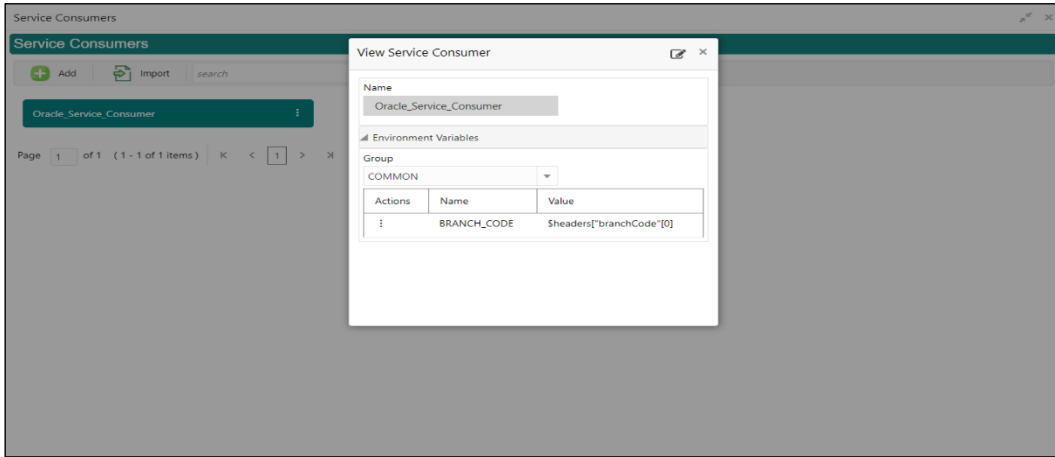 Service Consumers
Service Consumers
Add Import search
Oracle_Service_Consumer
Page 1 of 1 (1 - 1 of 1 items) K < 1 > >|
View Service Consumer
Name
Oracle_Service_Consumer
Environment Variables
Group
COMMON
Actions Name Value
BRANCH_CODE $headers["branchCode"[0]